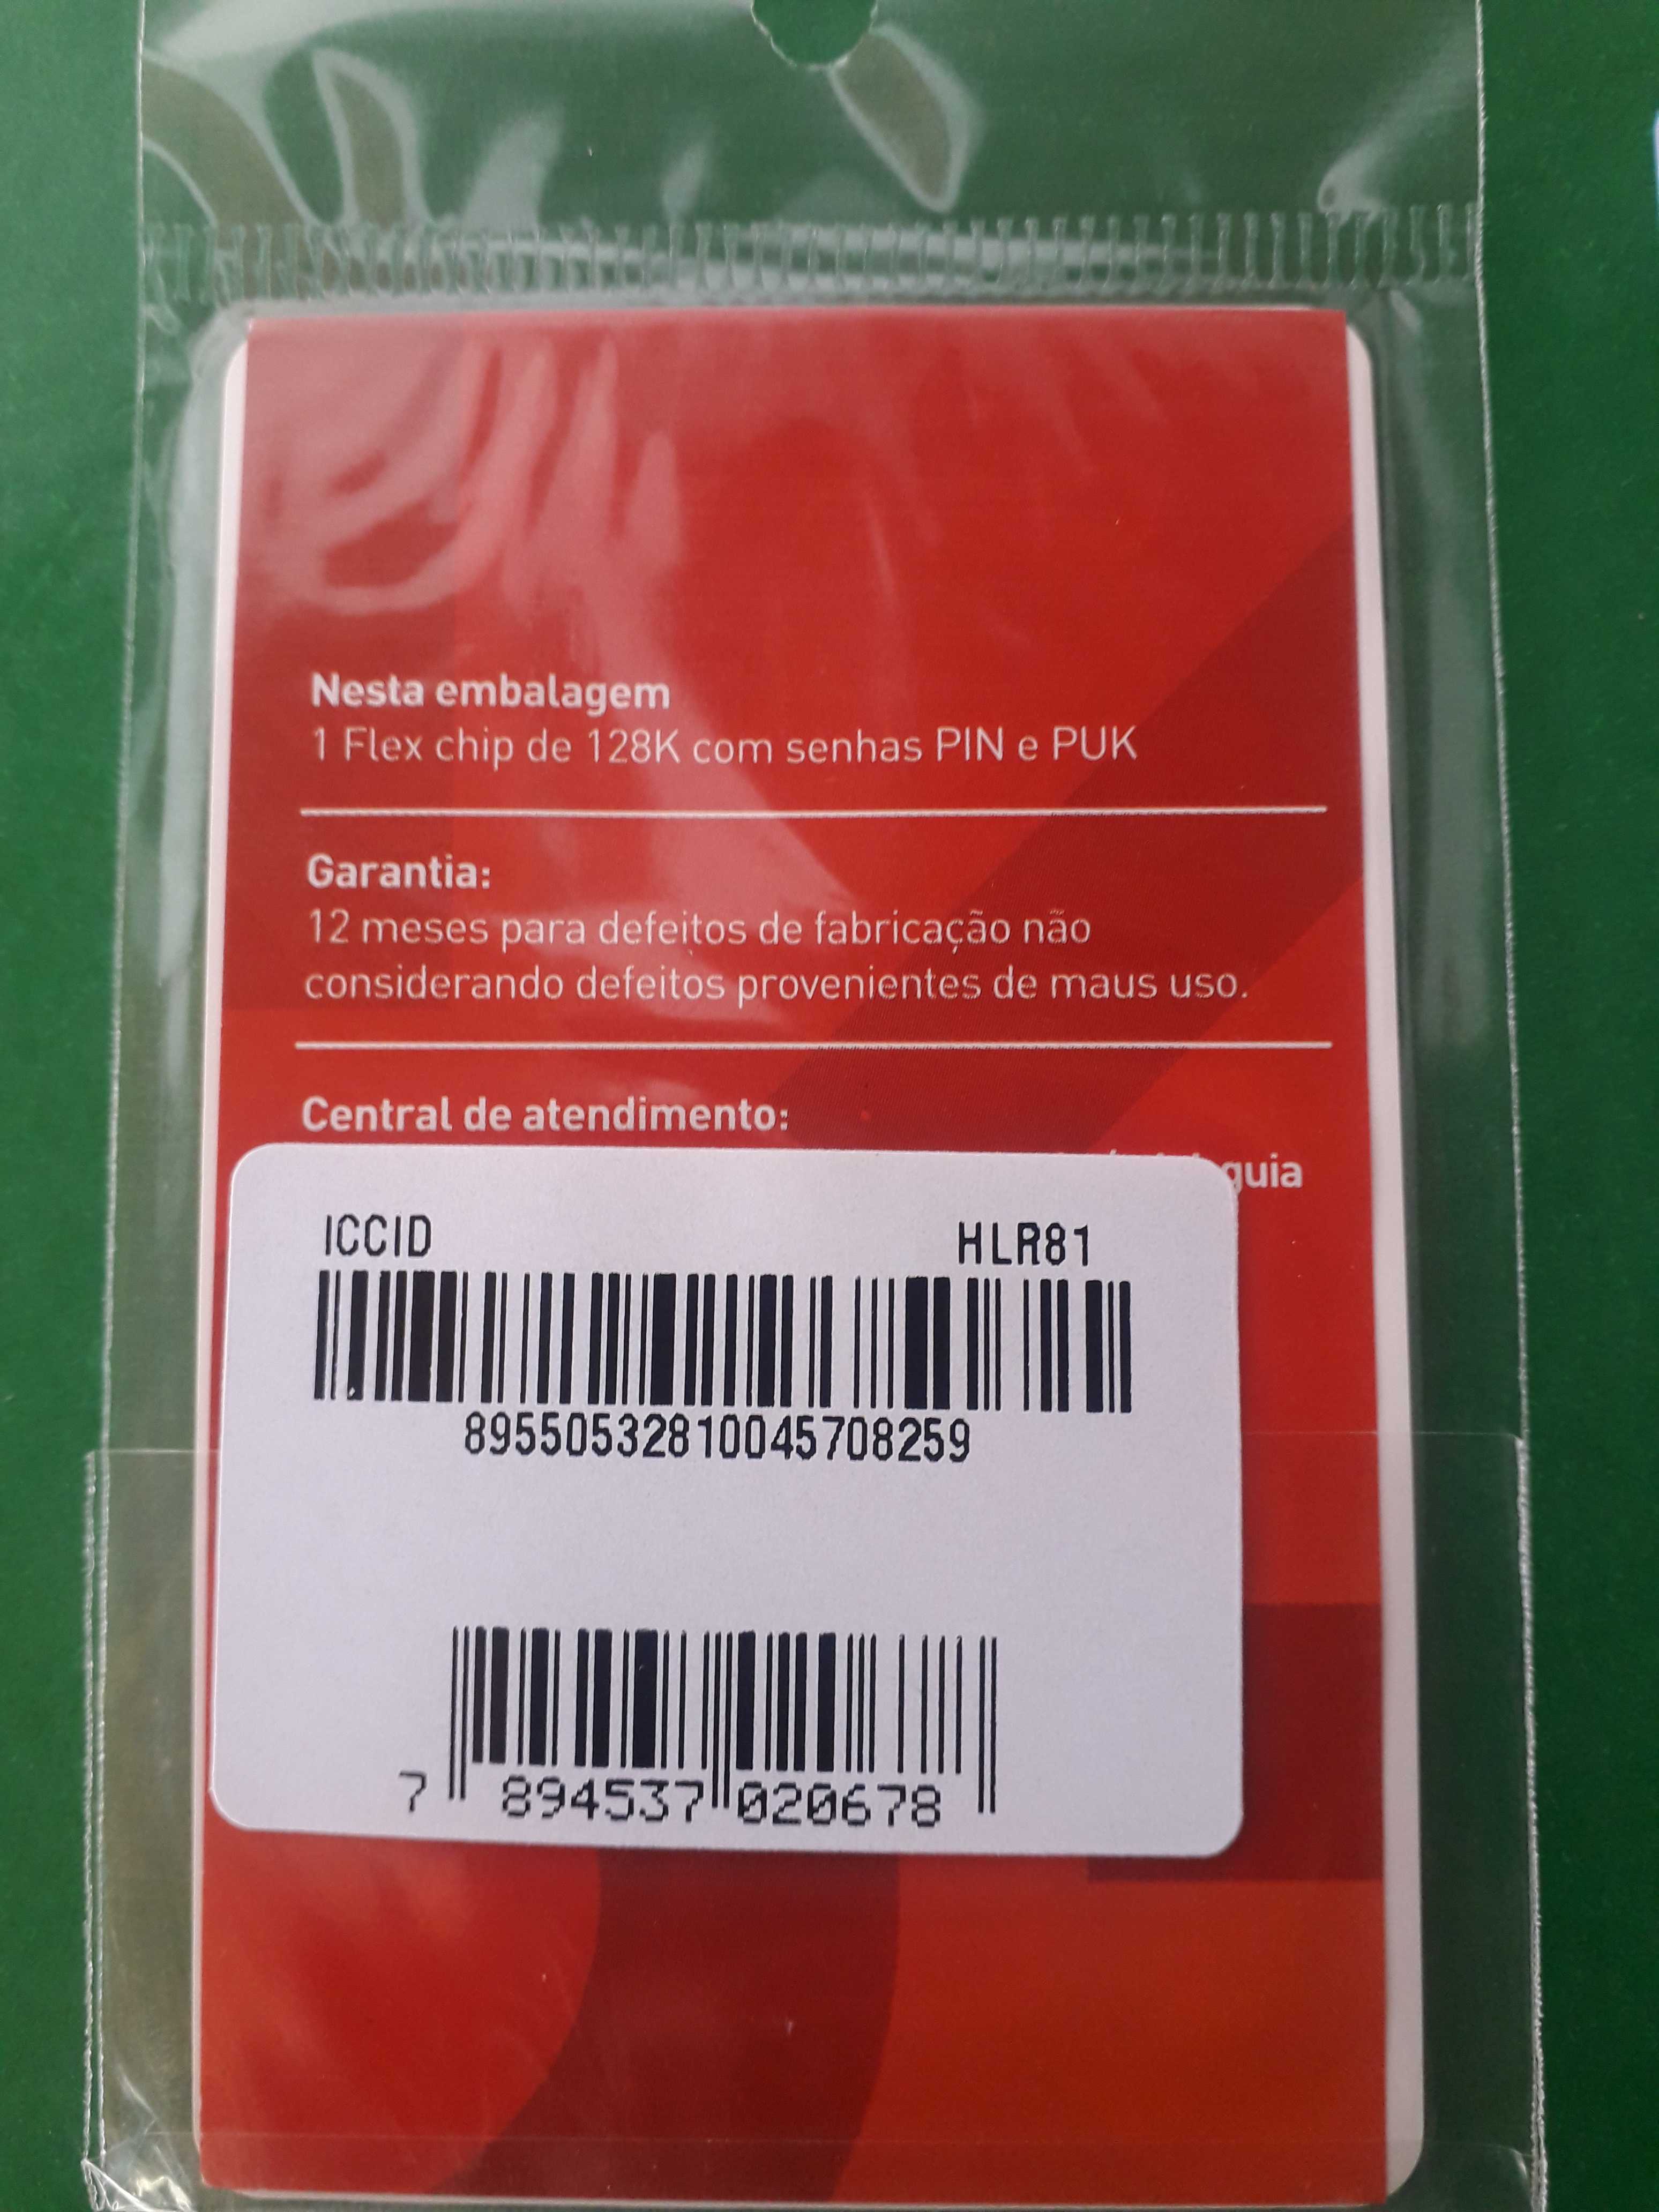 Nesta embalagem
1 Flex chip de 128K com senhas PIN e PUK
Garantia:
12 meses para defeitos de fabricação não
considerando defeitos provenientes de maus uso.
Central de atendimento:
guia
ICCID HLR81
89550532810045708259
7 894537 020678